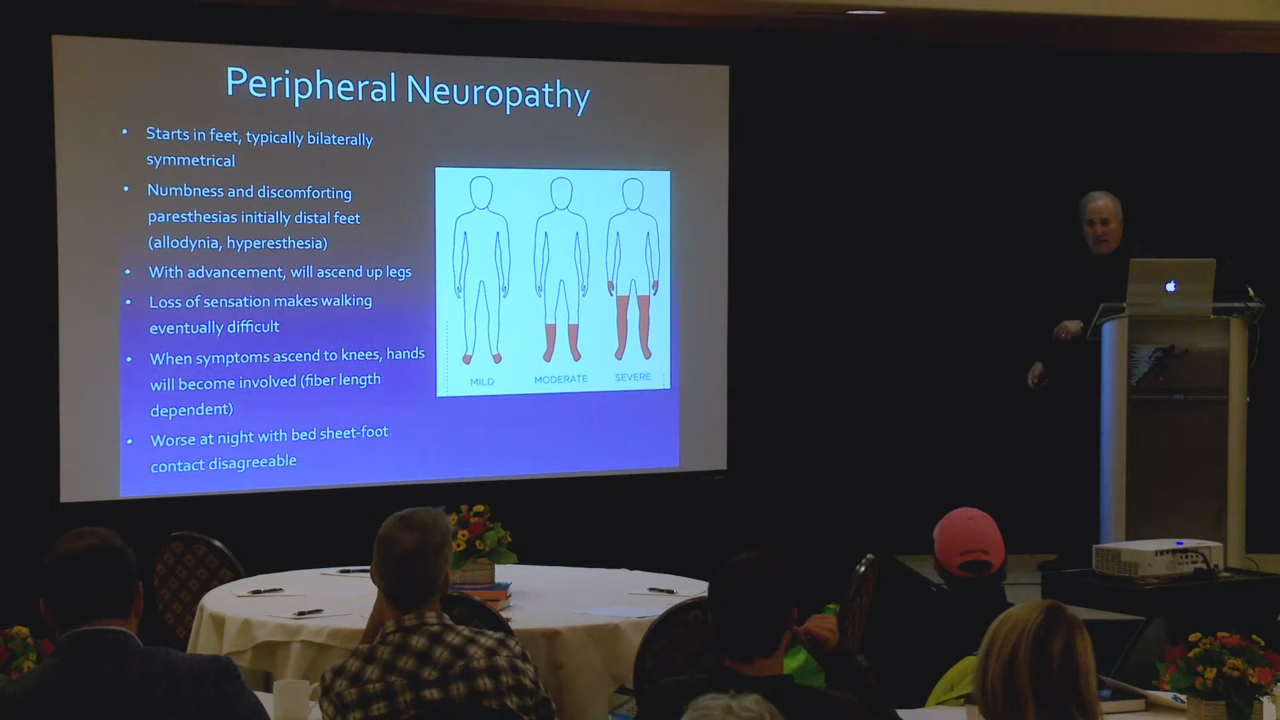 Peripheral Neuropathy
• Starts in feet, typically bilaterally
symmetrical
• Numbness and discomforting
paresthesias initially distal feet
(allodynia, hyperesthesia)
• With advancement, will ascend up legs
• Loss of sensation makes walking
eventually difficult
• When symptoms ascend to knees, hands
will become involved (fiber length
dependent)
• Worse at night with bed sheet-foot
contact disagreeable
MILD
MODERATE
SEVERE